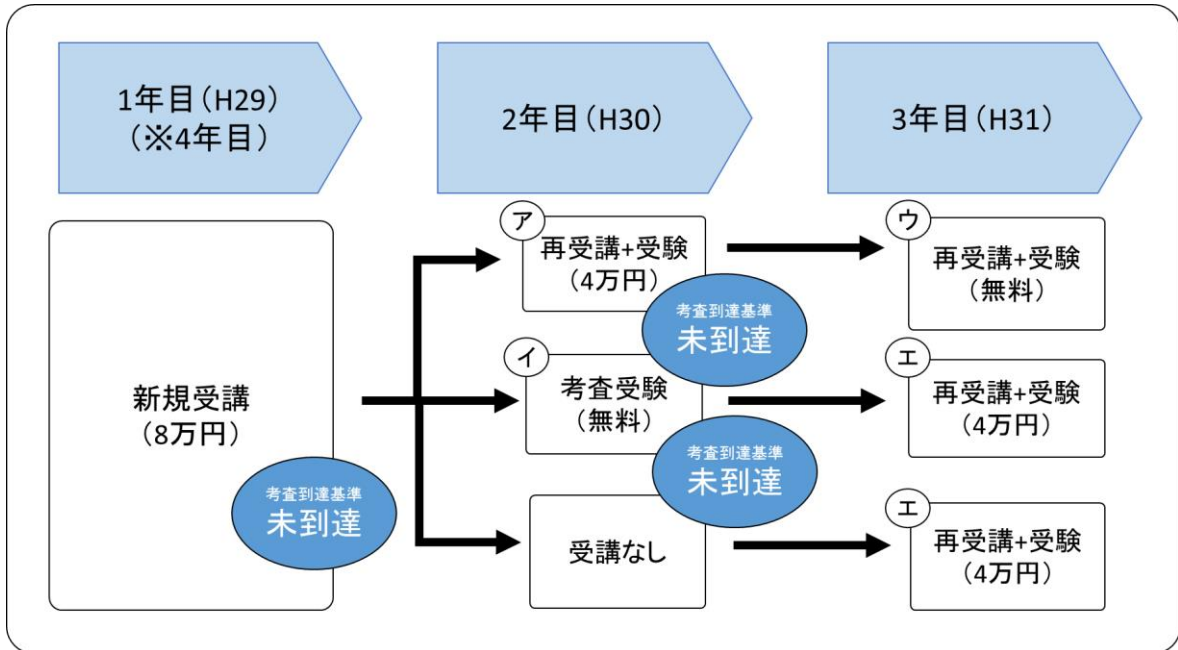 1年目(H29)
(※4年目)
2年目(H30)
3年目(H31)
新規受講
(8万円)
考査到達基準
未到達
ア
再受講+受験
(4万円)
考査到達基準
未到達
イ
考査受験
(無料)
考査到達基準
未到達
受講なし
ウ
再受講+受験
(無料)
エ
再受講+受験
(4万円)
エ
再受講+受験
(4万円)